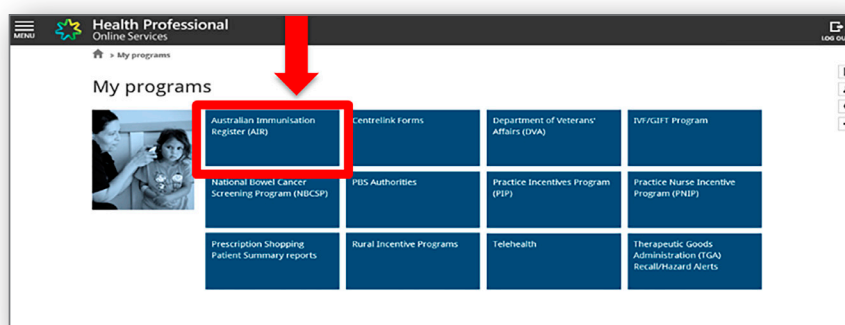 MENU
Health Professional
Online Services
LOG OU
> My programs
My programs
Australian Immunisation
Register (AIR)
Centrelink Forms
Department of Veterans'
Affairs (DVA)
IVF/GIFT Program
National Bowel Cancer
Screening Program (NBCSP)
PBS Authorities
Practice Incentives Program
(PIP)
Practice Nurse Incentive
Program (PNIP)
Prescription Shopping
Patient Summary reports
Rural Incentive Programs
Telehealth
Therapeutic Goods
Administration (TGA)
Recall/Hazard Alerts